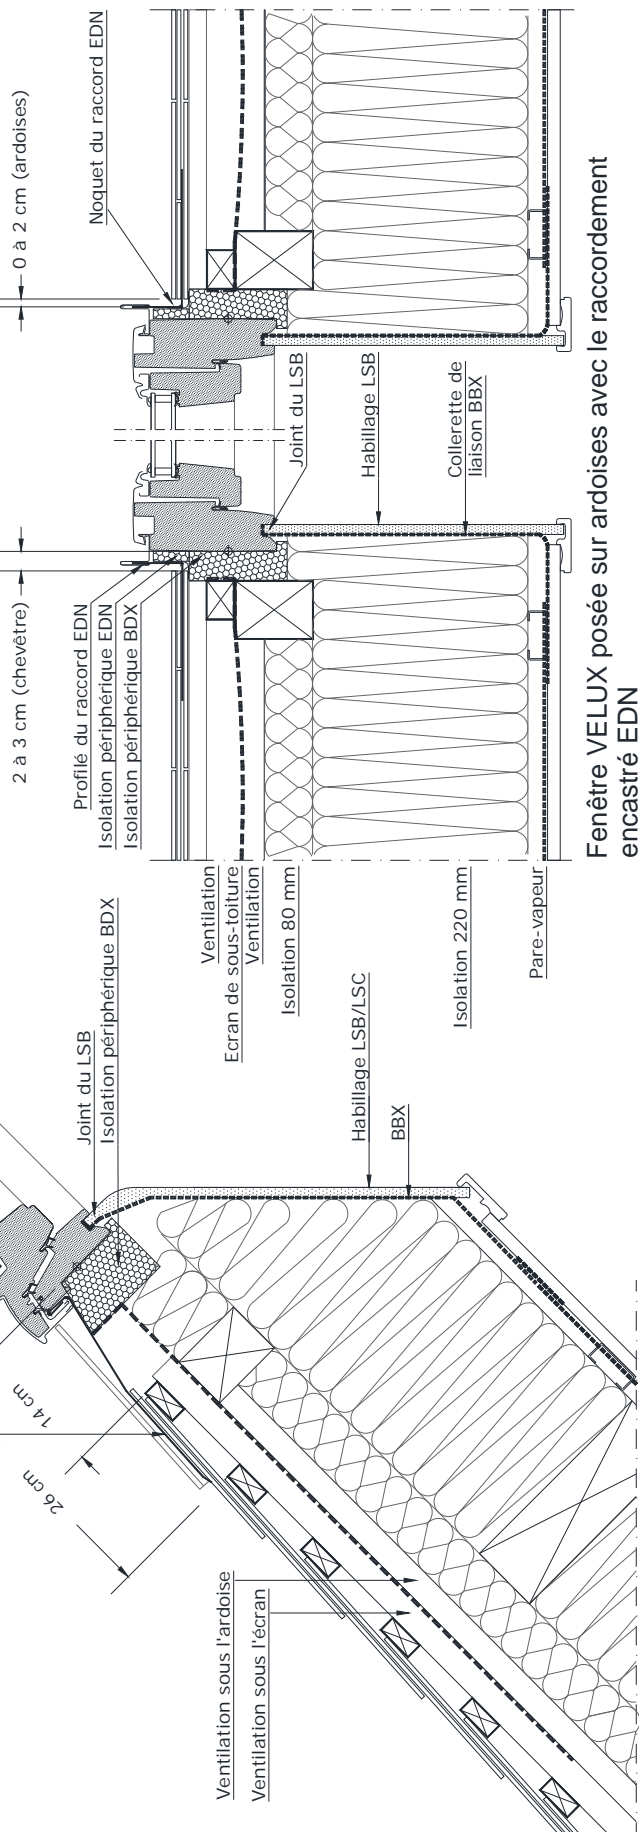 0 à 2 cm (ardoises)
Noquet du raccord EDN
Joint du LSB
Habillage LSB
Collerette de
liaison BBX
2 à 3 cm (chevêtre)
Profilé du raccord EDN
Isolation périphérique EDN
Isolation périphérique BDX
Ventilation
Ecran de sous-toiture
Ventilation
Isolation 80 mm
Isolation 220 mm
Pare-vapeur
Fenêtre VELUX posée sur ardoises avec le raccordement
encastré EDN
Joint du LSB
Isolation périphérique BDX
Habillage LSB/LSC
BBX
14 cm
26 cm
Ventilation sous l'ardoise
Ventilation sous l'écran